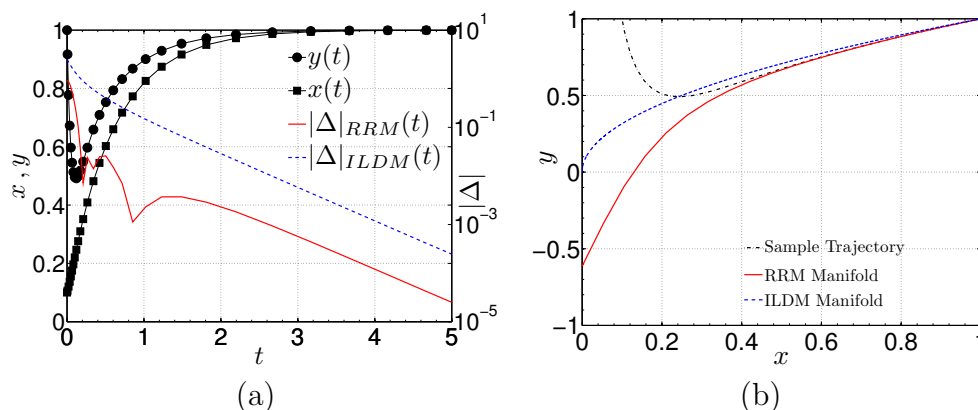 1
0.8
0.6
0.4
0.2
0
x , y
0
1
2
3
4
5
t
10^1
10^{-1}
10^{-3}
10^{-5}
|Δ|
y(t)
x(t)
|Δ|_{RRM}(t)
|Δ|_{ILDM}(t)
(a)
1
0.5
0
−0.5
−1
y
0
0.2
0.4
0.6
0.8
x
Sample Trajectory
RRM Manifold
ILDM Manifold
(b)